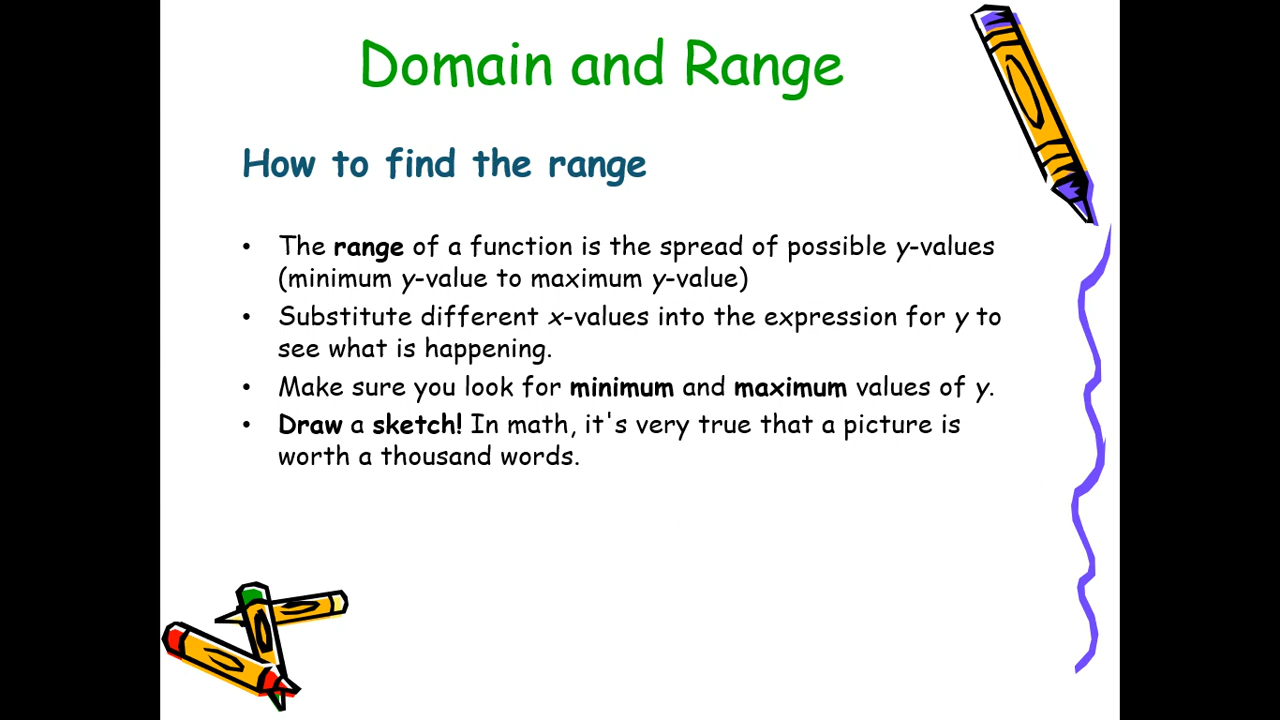 Domain and Range
How to find the range
• The range of a function is the spread of possible y-values
(minimum y-value to maximum y-value)
• Substitute different x-values into the expression for y to
see what is happening.
• Make sure you look for minimum and maximum values of y.
• Draw a sketch! In math, it's very true that a picture is
worth a thousand words.